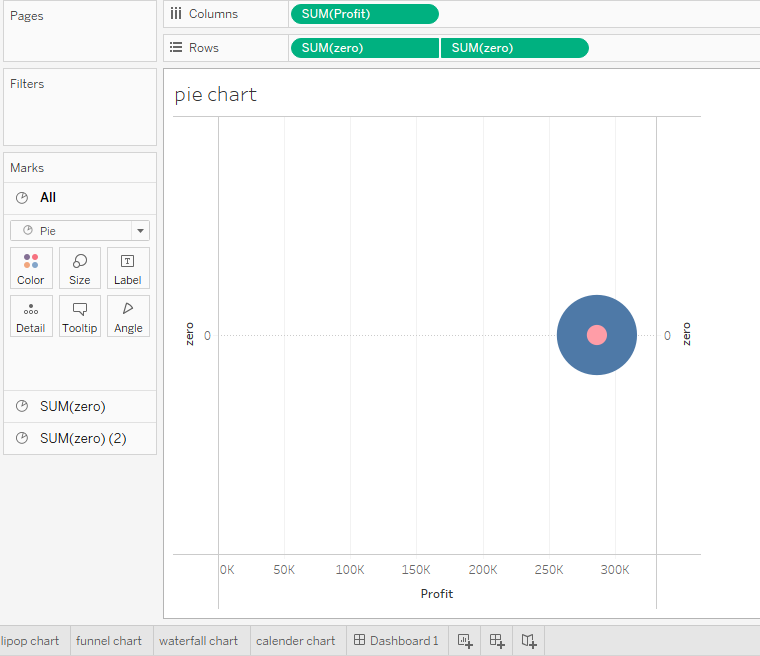 Pages
Columns
SUM(Profit)
Rows
SUM(zero)
SUM(zero)
Filters
pie chart
Marks
All
Pie
Color
Size
Label
Detail
Tooltip
Angle
SUM(zero)
SUM(zero) (2)
zero
0
0
zero
0K
50K
100K
150K
200K
250K
300K
Profit
lipop chart
funnel chart
waterfall chart
calender chart
Dashboard 1